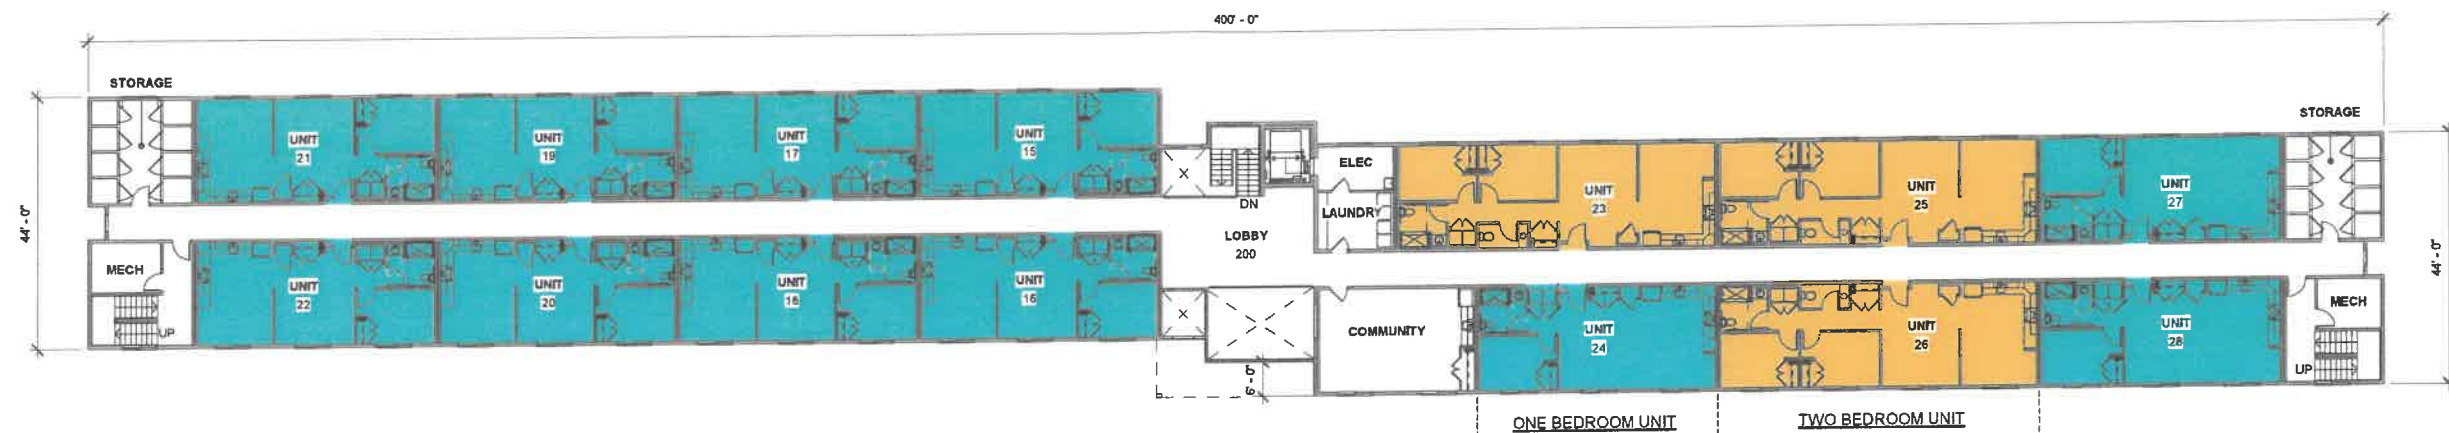 400' - 0"
STORAGE
STORAGE
UNIT
21
UNIT
19
UNIT
17
UNIT
15
ELEC
UNIT
23
UNIT
25
UNIT
27
44' - 0"
DN
LAUNDRY
LOBBY
200
44' - 0"
MECH
UNIT
22
UNIT
20
UNIT
18
UNIT
16
MECH
UP
COMMUNITY
UNIT
24
UNIT
26
UNIT
28
UP
6' - 0"
ONE BEDROOM UNIT
TWO BEDROOM UNIT